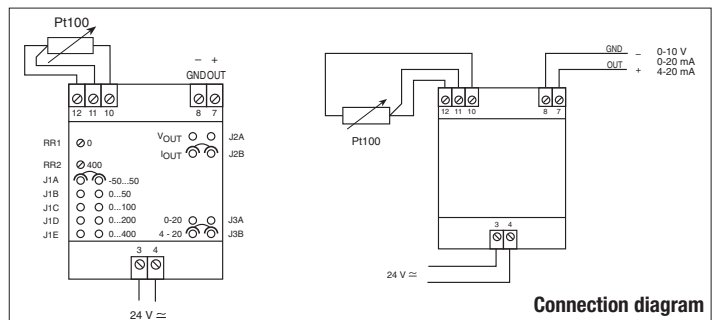 Pt100
– +
GND OUT
12 11 10 8 7
RR1 0 VOUT J2A
IOUT J2B
RR2 400
J1A -50...50
J1B 0...50
J1C 0...100
J1D 0...200 0-20 J3A
J1E 0...400 4 - 20 J3B
3 4
24 V ≃
GND – 0-10 V
0-20 mA
OUT + 4-20 mA
12 11 10 8 7
Pt100
3 4
24 V ≃
Connection diagram